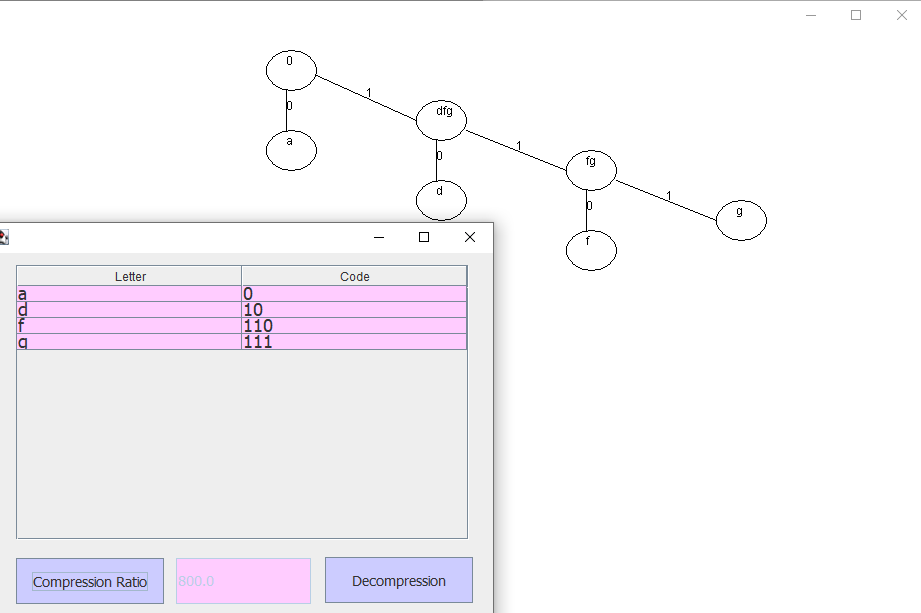 0
1
0
dfg
a
1
0
fg
d
1
0
g
f
Letter Code
a 0
d 10
f 110
g 111
Compression Ratio 800.0 Decompression